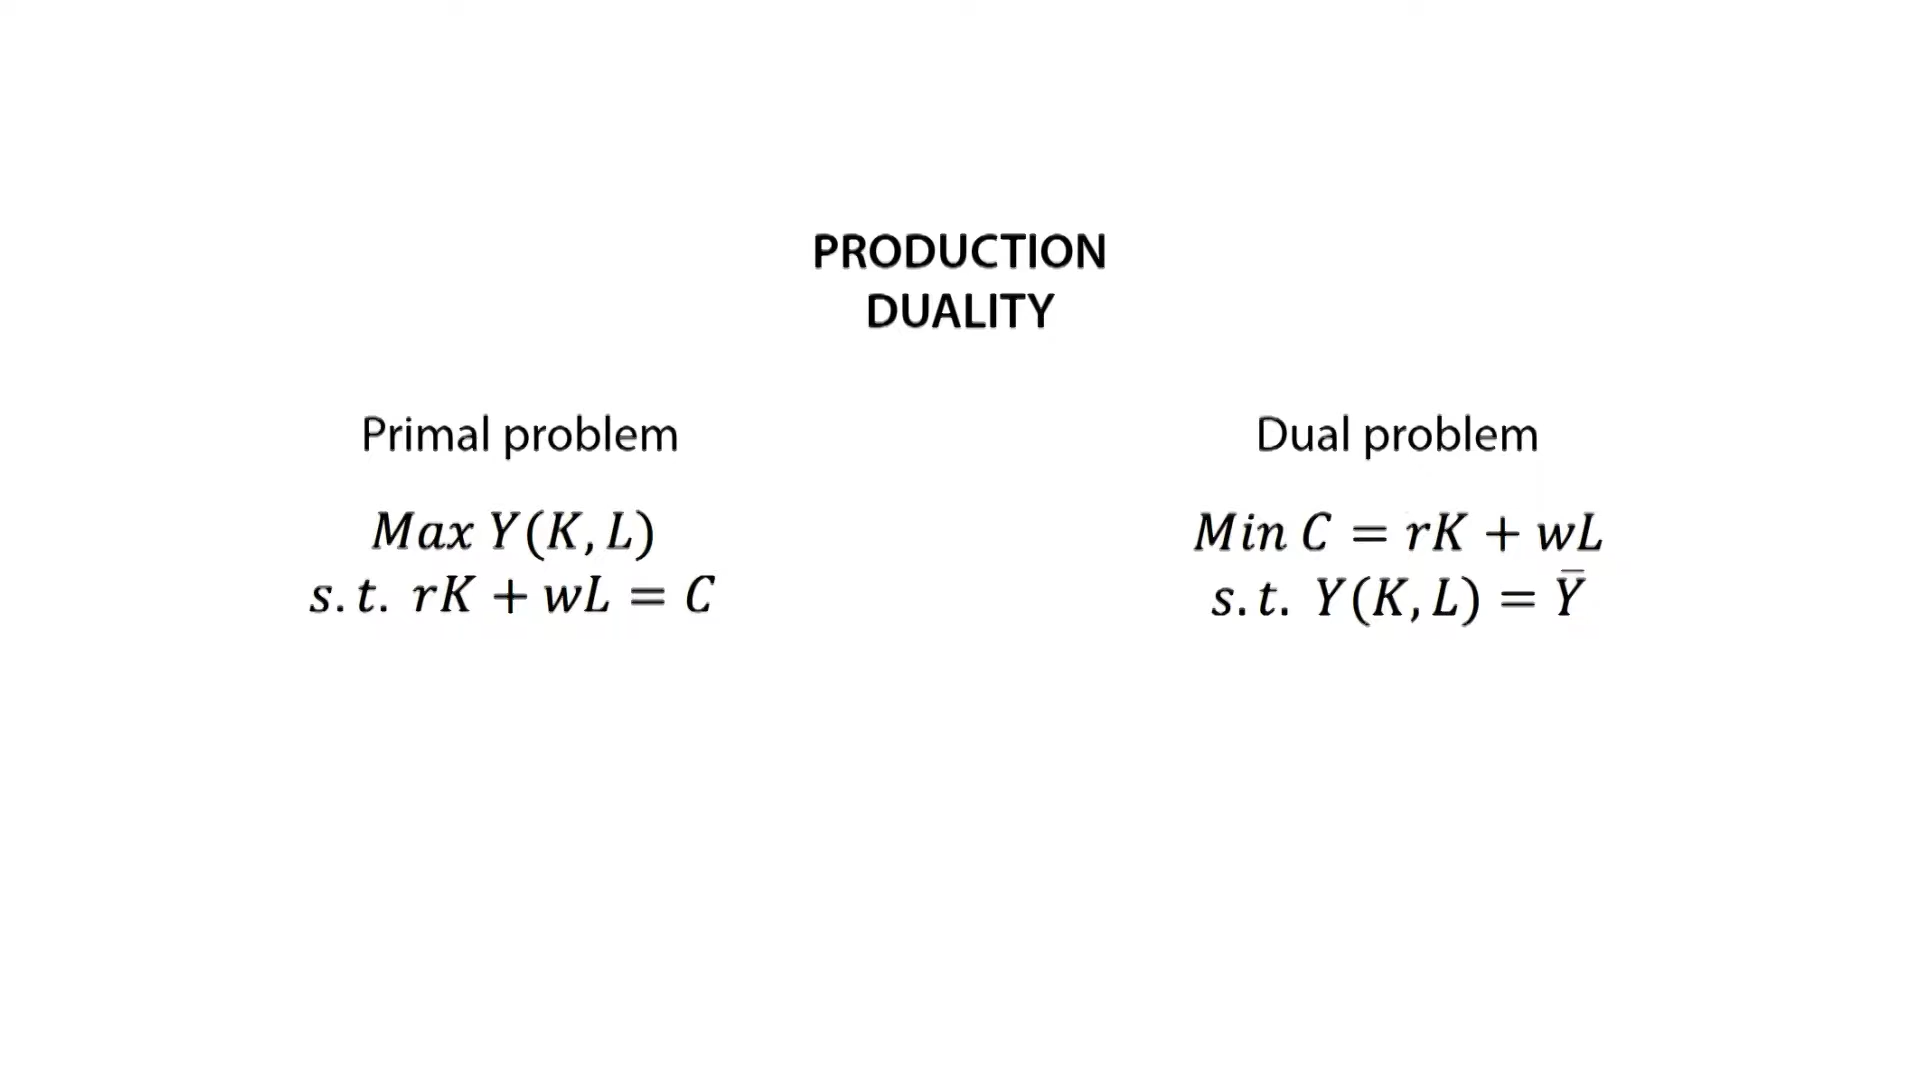 PRODUCTION
DUALITY
Primal problem
Max Y(K, L)
s.t. rK + wL = C
Dual problem
Min C = rK + wL
s.t. Y(K, L) = Ȳ